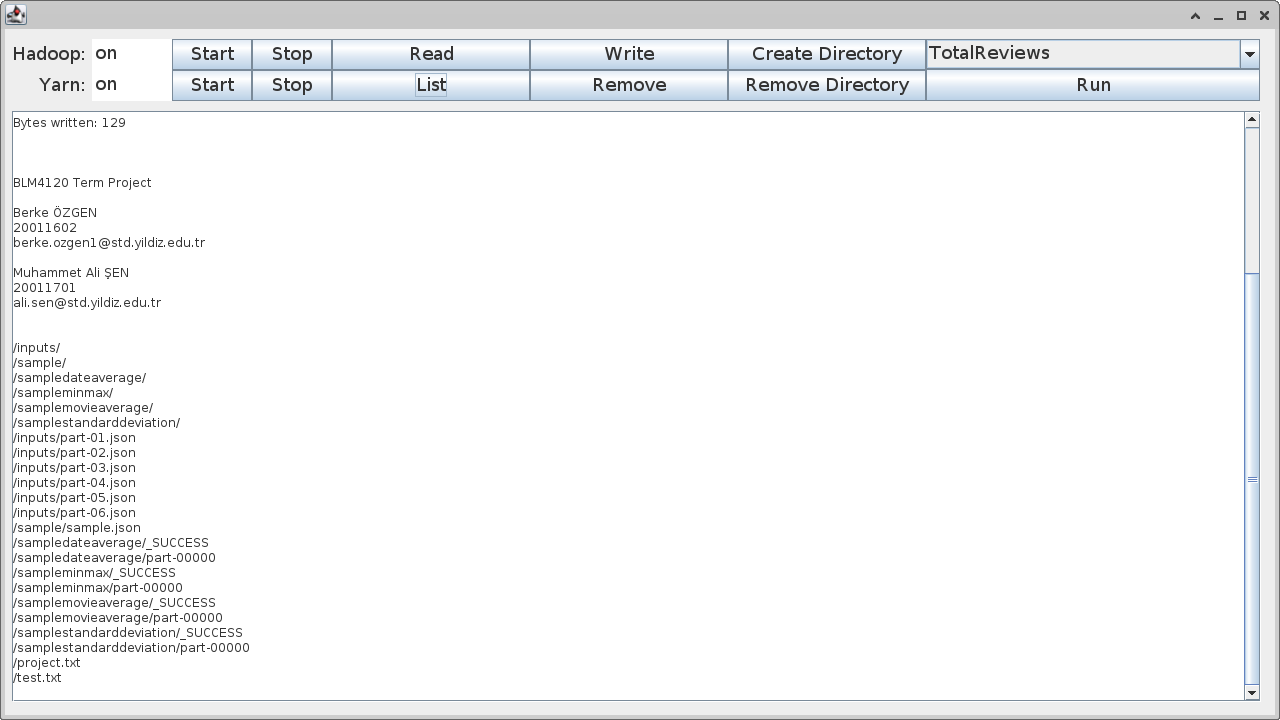 Hadoop: on Start Stop Read Write Create Directory TotalReviews
Yarn: on Start Stop List Remove Remove Directory Run
Bytes written: 129
BLM4120 Term Project
Berke ÖZGEN
20011602
berke.ozgen1@std.yildiz.edu.tr
Muhammet Ali ŞEN
20011701
ali.sen@std.yildiz.edu.tr
/inputs/
/sample/
/sampledateaverage/
/sampleminmax/
/samplemovieaverage/
/samplestandarddeviation/
/inputs/part-01.json
/inputs/part-02.json
/inputs/part-03.json
/inputs/part-04.json
/inputs/part-05.json
/inputs/part-06.json
/sample/sample.json
/sampledateaverage/_SUCCESS
/sampledateaverage/part-00000
/sampleminmax/_SUCCESS
/sampleminmax/part-00000
/samplemovieaverage/_SUCCESS
/samplemovieaverage/part-00000
/samplestandarddeviation/_SUCCESS
/samplestandarddeviation/part-00000
/project.txt
/test.txt